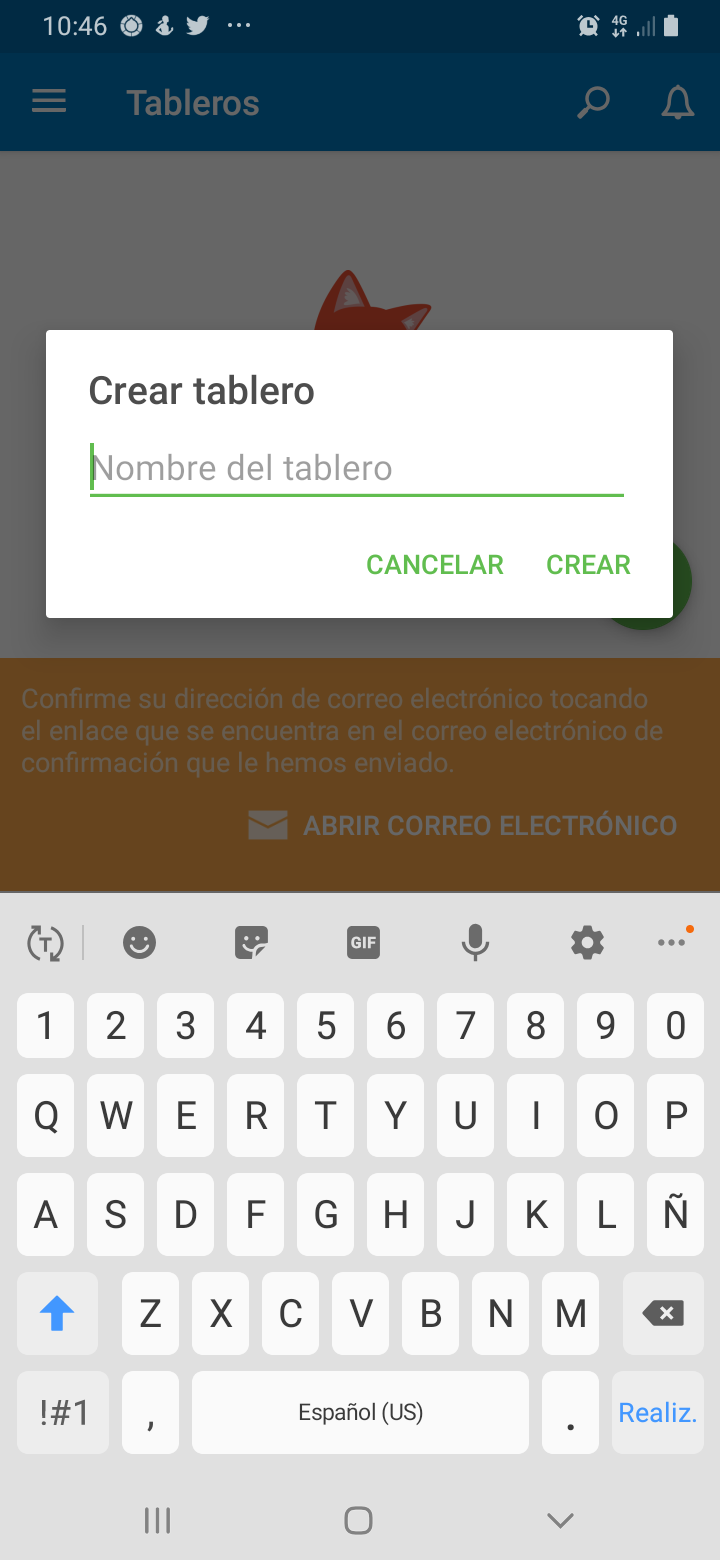 10:46
4G
Tableros
Crear tablero
Nombre del tablero
CANCELAR CREAR
Confirme su dirección de correo electrónico tocando
el enlace que se encuentra en el correo electrónico de
confirmación que le hemos enviado.
ABRIR CORREO ELECTRÓNICO
T GIF
1 2 3 4 5 6 7 8 9 0
Q W E R T Y U I O P
A S D F G H J K L Ñ
Z X C V B N M
!#1 , Español (US) . Realiz.